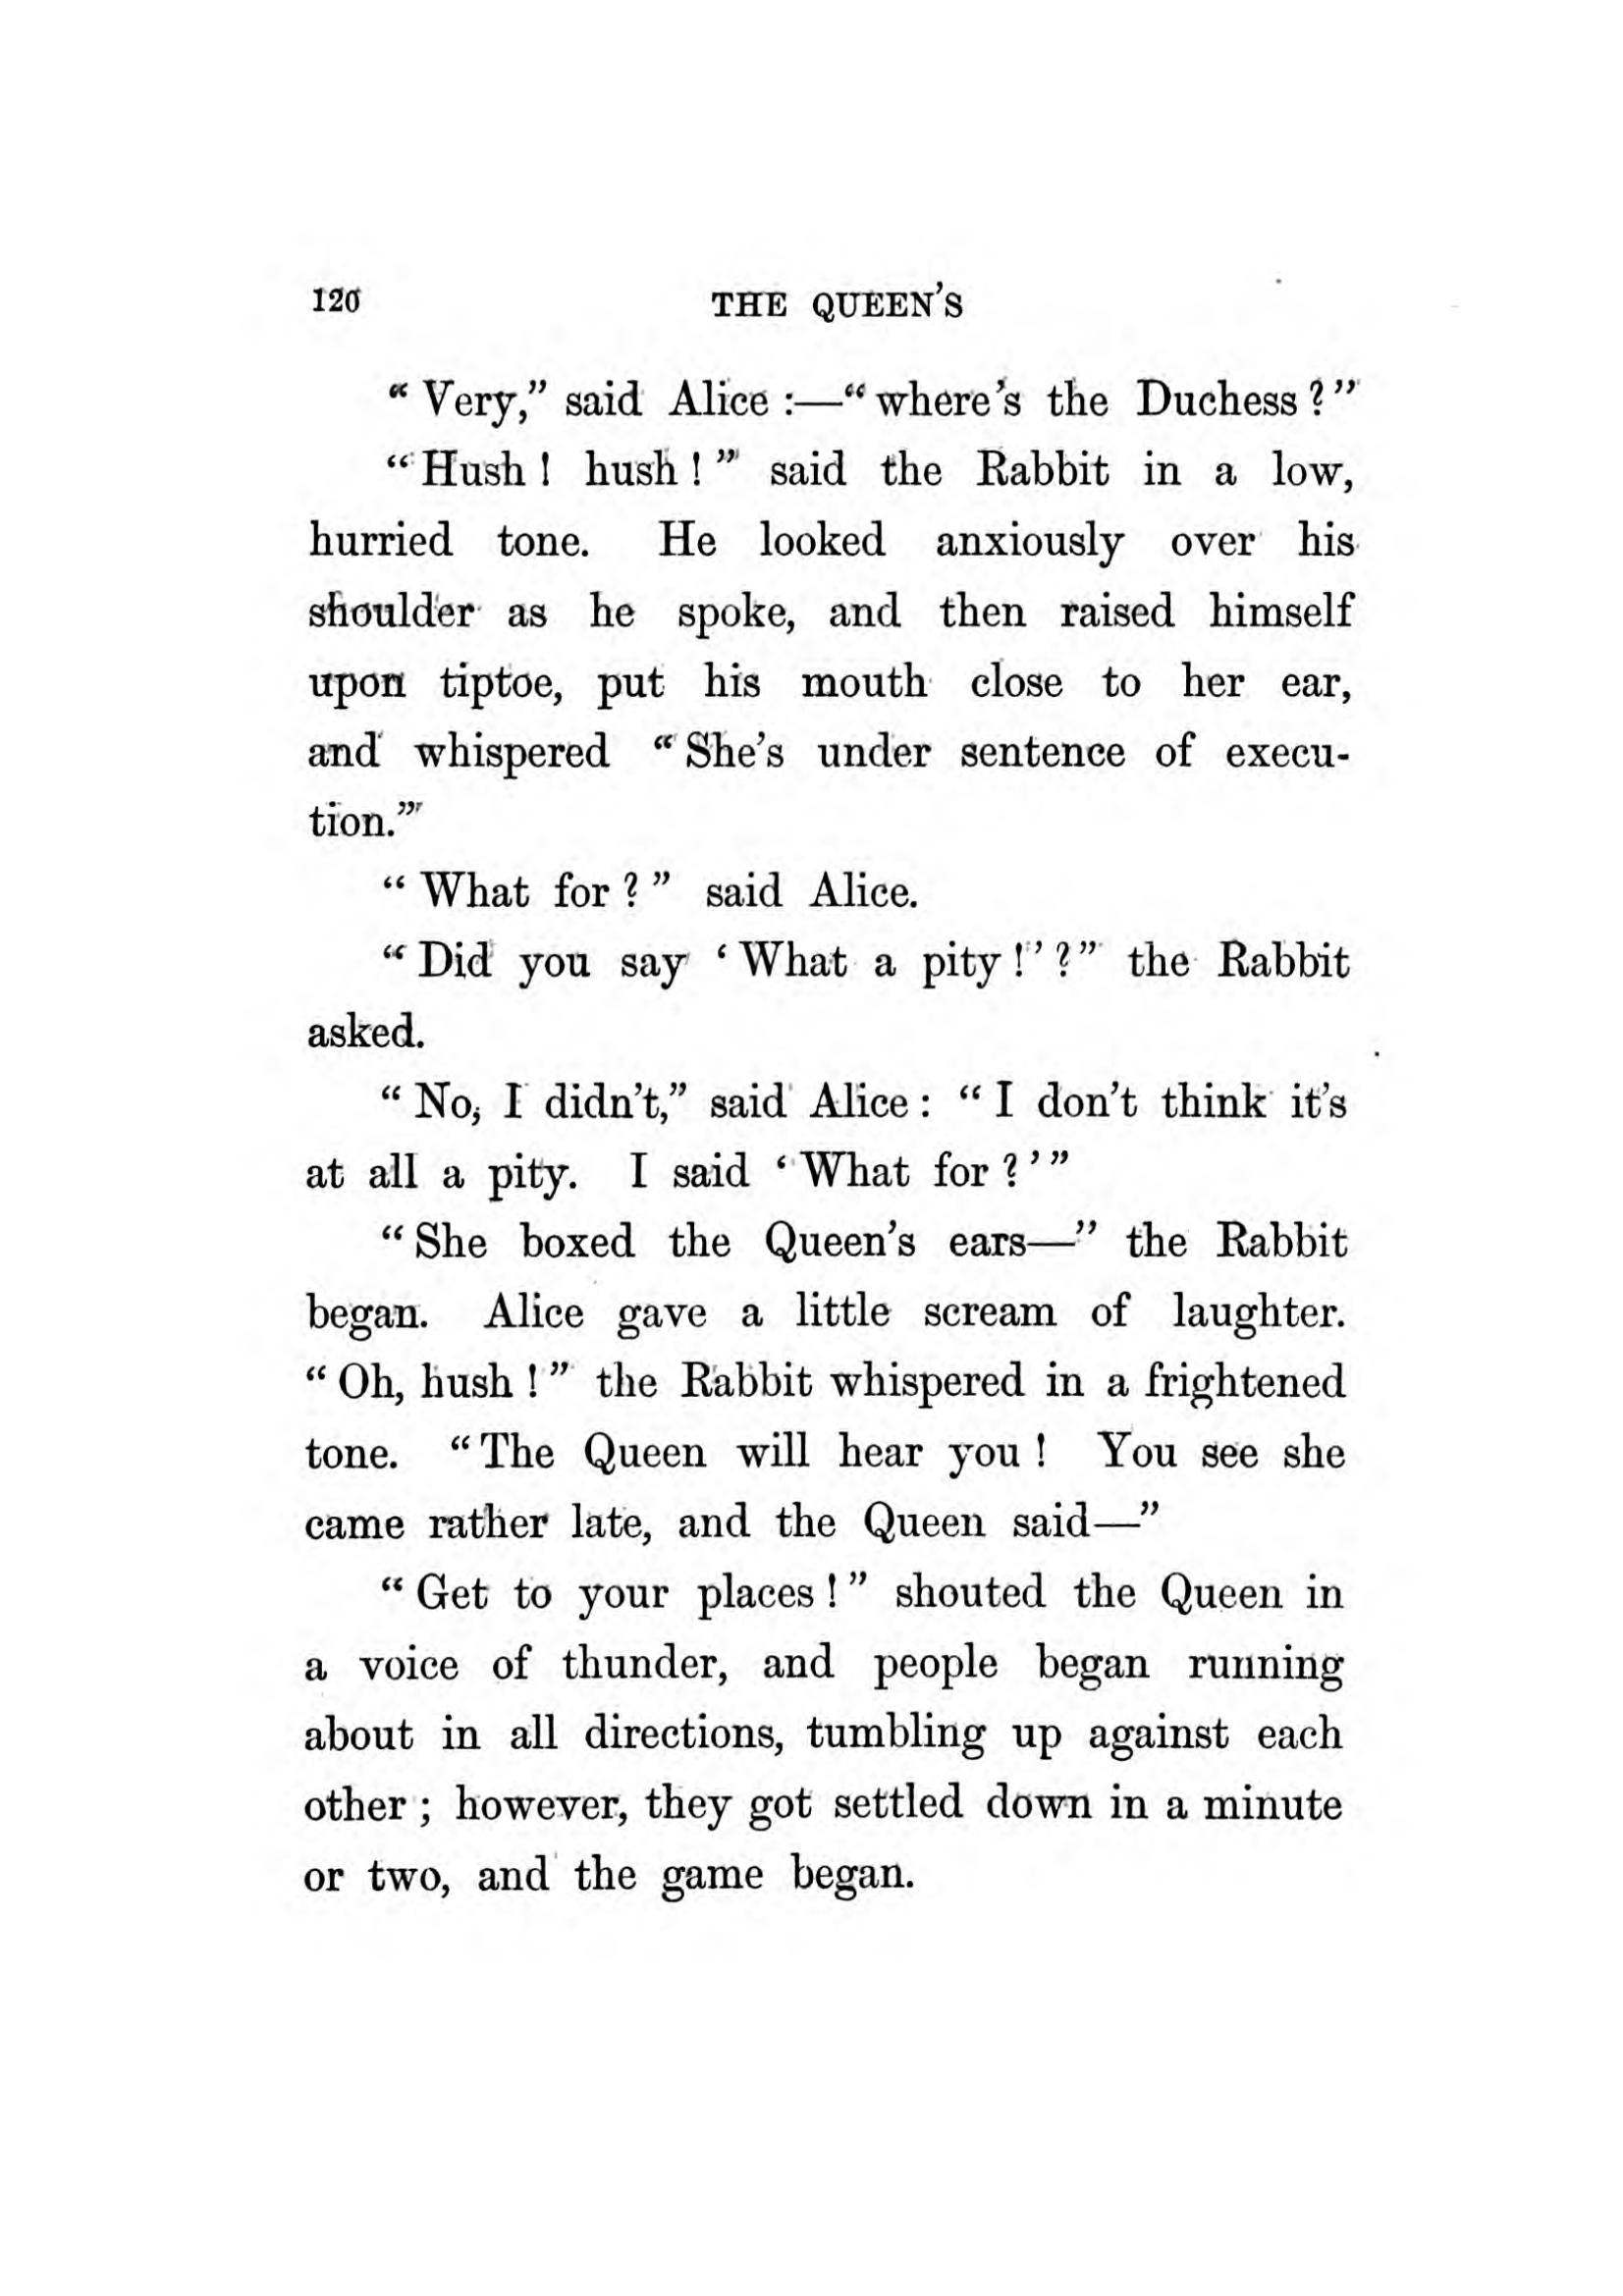 120 THE QUEEN'S
“Very,” said Alice :—“where's the Duchess?”
“Hush! hush!” said the Rabbit in a low,
hurried tone. He looked anxiously over his
shoulder as he spoke, and then raised himself
upon tiptoe, put his mouth close to her ear,
and whispered “She's under sentence of execu-
tion.”
“What for?” said Alice.
“Did you say ‘What a pity!’?” the Rabbit
asked.
“No, I didn't,” said Alice: “I don't think it's
at all a pity. I said ‘What for?’”
“She boxed the Queen's ears—” the Rabbit
began. Alice gave a little scream of laughter.
“Oh, hush!” the Rabbit whispered in a frightened
tone. “The Queen will hear you! You see she
came rather late, and the Queen said—”
“Get to your places!” shouted the Queen in
a voice of thunder, and people began running
about in all directions, tumbling up against each
other; however, they got settled down in a minute
or two, and the game began.